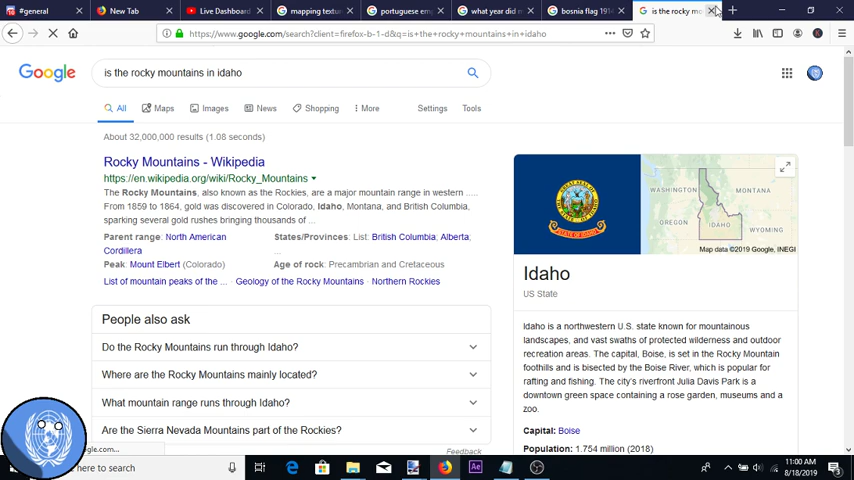 #general
New Tab
Live Dashboard
mapping textur
portuguese em
what year did
bosnia flag 191
is the rocky mo
https://www.google.com/search?client=firefox-b-1-d&q=is+the+rocky+mountains+in+idaho
Google
is the rocky mountains in idaho
All
Maps
Images
News
Shopping
More
Settings
Tools
About 32,000,000 results (1.08 seconds)
Rocky Mountains - Wikipedia
https://en.wikipedia.org/wiki/Rocky_Mountains
The Rocky Mountains, also known as the Rockies, are a major mountain range in western ....
From 1859 to 1864, gold was discovered in Colorado, Idaho, Montana, and British Columbia,
sparking several gold rushes bringing thousands of ...
Parent range: North American
Cordillera
States/Provinces: List: British Columbia; Alberta;
...
Peak: Mount Elbert (Colorado)
Age of rock: Precambrian and Cretaceous
List of mountain peaks of the ... · Geology of the Rocky Mountains · Northern Rockies
People also ask
Do the Rocky Mountains run through Idaho?
Where are the Rocky Mountains mainly located?
What mountain range runs through Idaho?
Are the Sierra Nevada Mountains part of the Rockies?
Feedback
WASHINGTON
MONTANA
OREGON
IDAHO
WYOMING
Map data ©2019 Google, INEGI
Idaho
US State
Idaho is a northwestern U.S. state known for mountainous
landscapes, and vast swaths of protected wilderness and outdoor
recreation areas. The capital, Boise, is set in the Rocky Mountain
foothills and is bisected by the Boise River, which is popular for
rafting and fishing. The city's riverfront Julia Davis Park is a
downtown green space containing a rose garden, museums and a
zoo.
Capital: Boise
Population: 1.754 million (2018)
ogle.com...
here to search
Ae
11:00 AM
8/18/2019
3